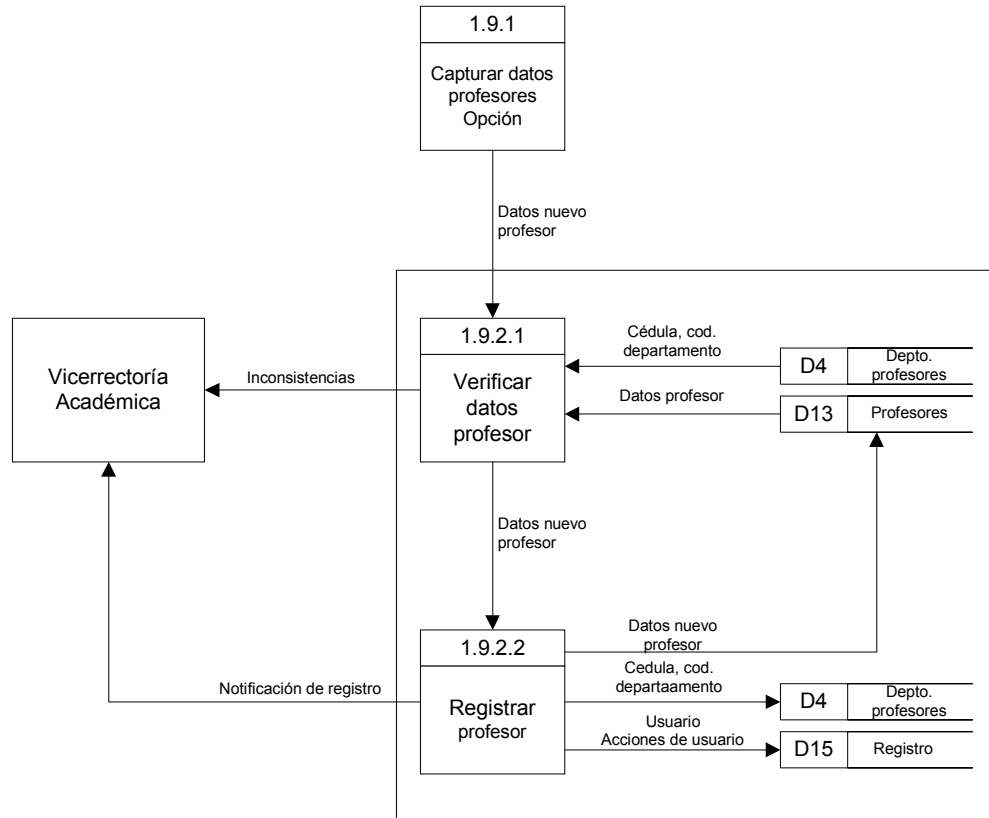 1.9.1
Capturar datos
profesores
Opción
Datos nuevo
profesor
1.9.2.1
Verificar
datos
profesor
Vicerrectoría
Académica
Inconsistencias
Cédula, cod.
departamento
D4
Depto.
profesores
Datos profesor
D13
Profesores
Datos nuevo
profesor
1.9.2.2
Registrar
profesor
Datos nuevo
profesor
Notificación de registro
Cedula, cod.
departaamento
D4
Depto.
profesores
Usuario
Acciones de usuario
D15
Registro